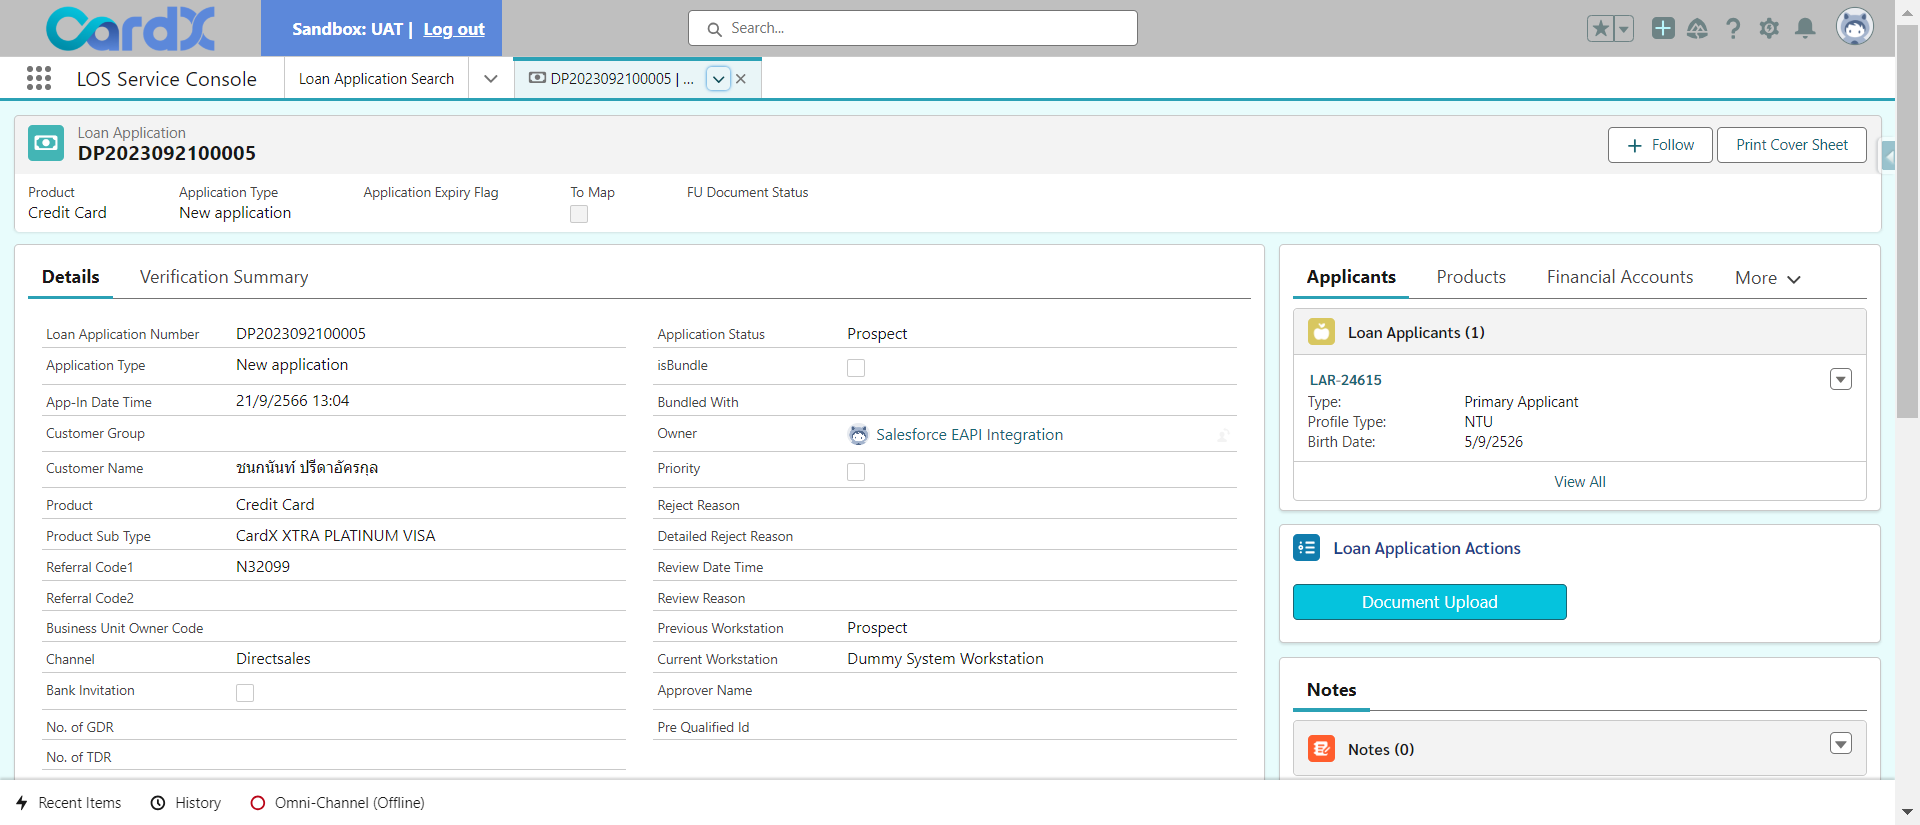 CardX
Sandbox: UAT | Log out
Search...
LOS Service Console
Loan Application Search
DP2023092100005 | ...
Loan Application
DP2023092100005
Follow
Print Cover Sheet
Product
Credit Card
Application Type
New application
Application Expiry Flag
To Map
FU Document Status
Details
Verification Summary
Loan Application Number DP2023092100005
Application Type New application
App-In Date Time 21/9/2566 13:04
Customer Group
Customer Name ชนกนันท์ ปรีดาอัครกุล
Product Credit Card
Product Sub Type CardX XTRA PLATINUM VISA
Referral Code1 N32099
Referral Code2
Business Unit Owner Code
Channel Directsales
Bank Invitation
No. of GDR
No. of TDR
Application Status Prospect
isBundle
Bundled With
Owner Salesforce EAPI Integration
Priority
Reject Reason
Detailed Reject Reason
Review Date Time
Review Reason
Previous Workstation Prospect
Current Workstation Dummy System Workstation
Approver Name
Pre Qualified Id
Applicants
Products
Financial Accounts
More
Loan Applicants (1)
LAR-24615
Type: Primary Applicant
Profile Type: NTU
Birth Date: 5/9/2526
View All
Loan Application Actions
Document Upload
Notes
Notes (0)
Recent Items
History
Omni-Channel (Offline)